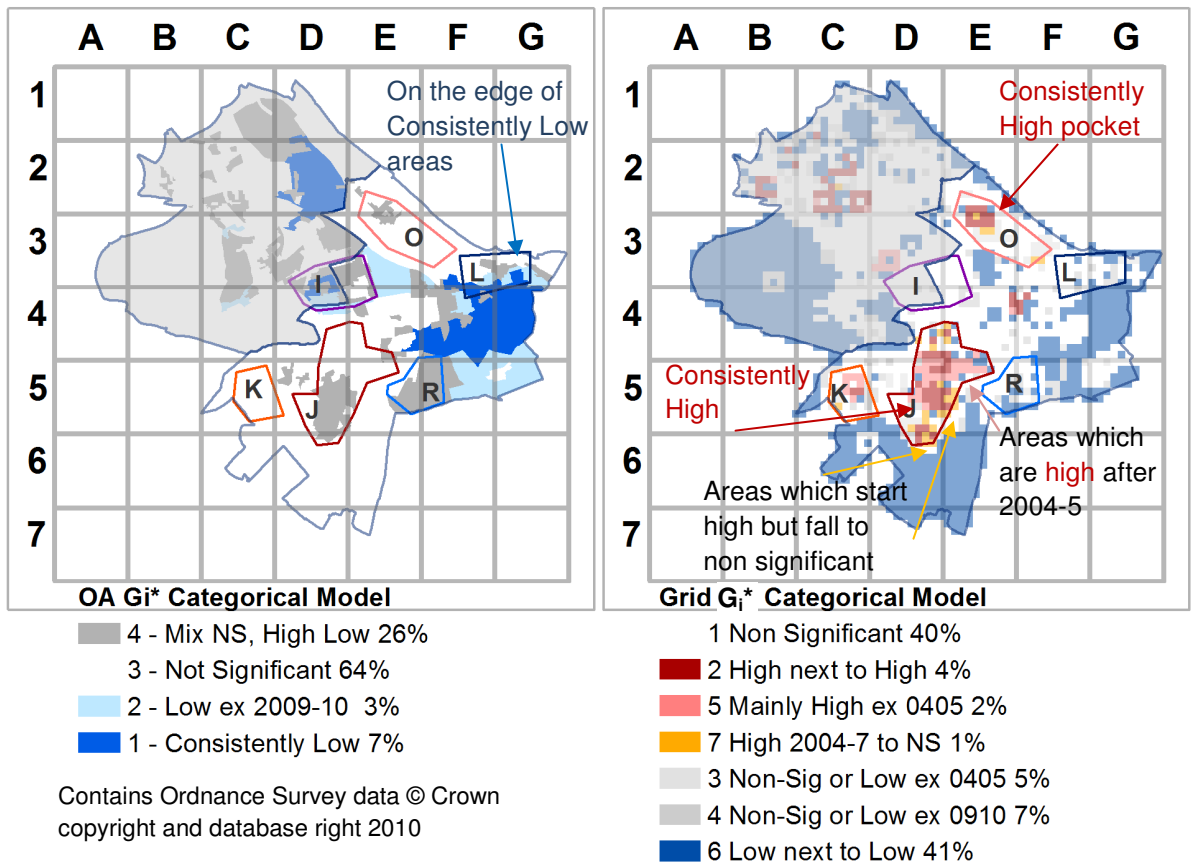 A B C D E F G
1
2
3
4
5
6
7
On the edge of
Consistently Low
areas
O
L
I
K
J
R
OA Gi* Categorical Model
4 - Mix NS, High Low 26%
3 - Not Significant 64%
2 - Low ex 2009-10 3%
1 - Consistently Low 7%
Contains Ordnance Survey data © Crown
copyright and database right 2010
A B C D E F G
1
2
3
4
5
6
7
Consistently
High pocket
O
L
I
Consistently
High
K
J
R
Areas which
are high after
2004-5
Areas which start
high but fall to
non significant
Grid Gi* Categorical Model
1 Non Significant 40%
2 High next to High 4%
5 Mainly High ex 0405 2%
7 High 2004-7 to NS 1%
3 Non-Sig or Low ex 0405 5%
4 Non-Sig or Low ex 0910 7%
6 Low next to Low 41%